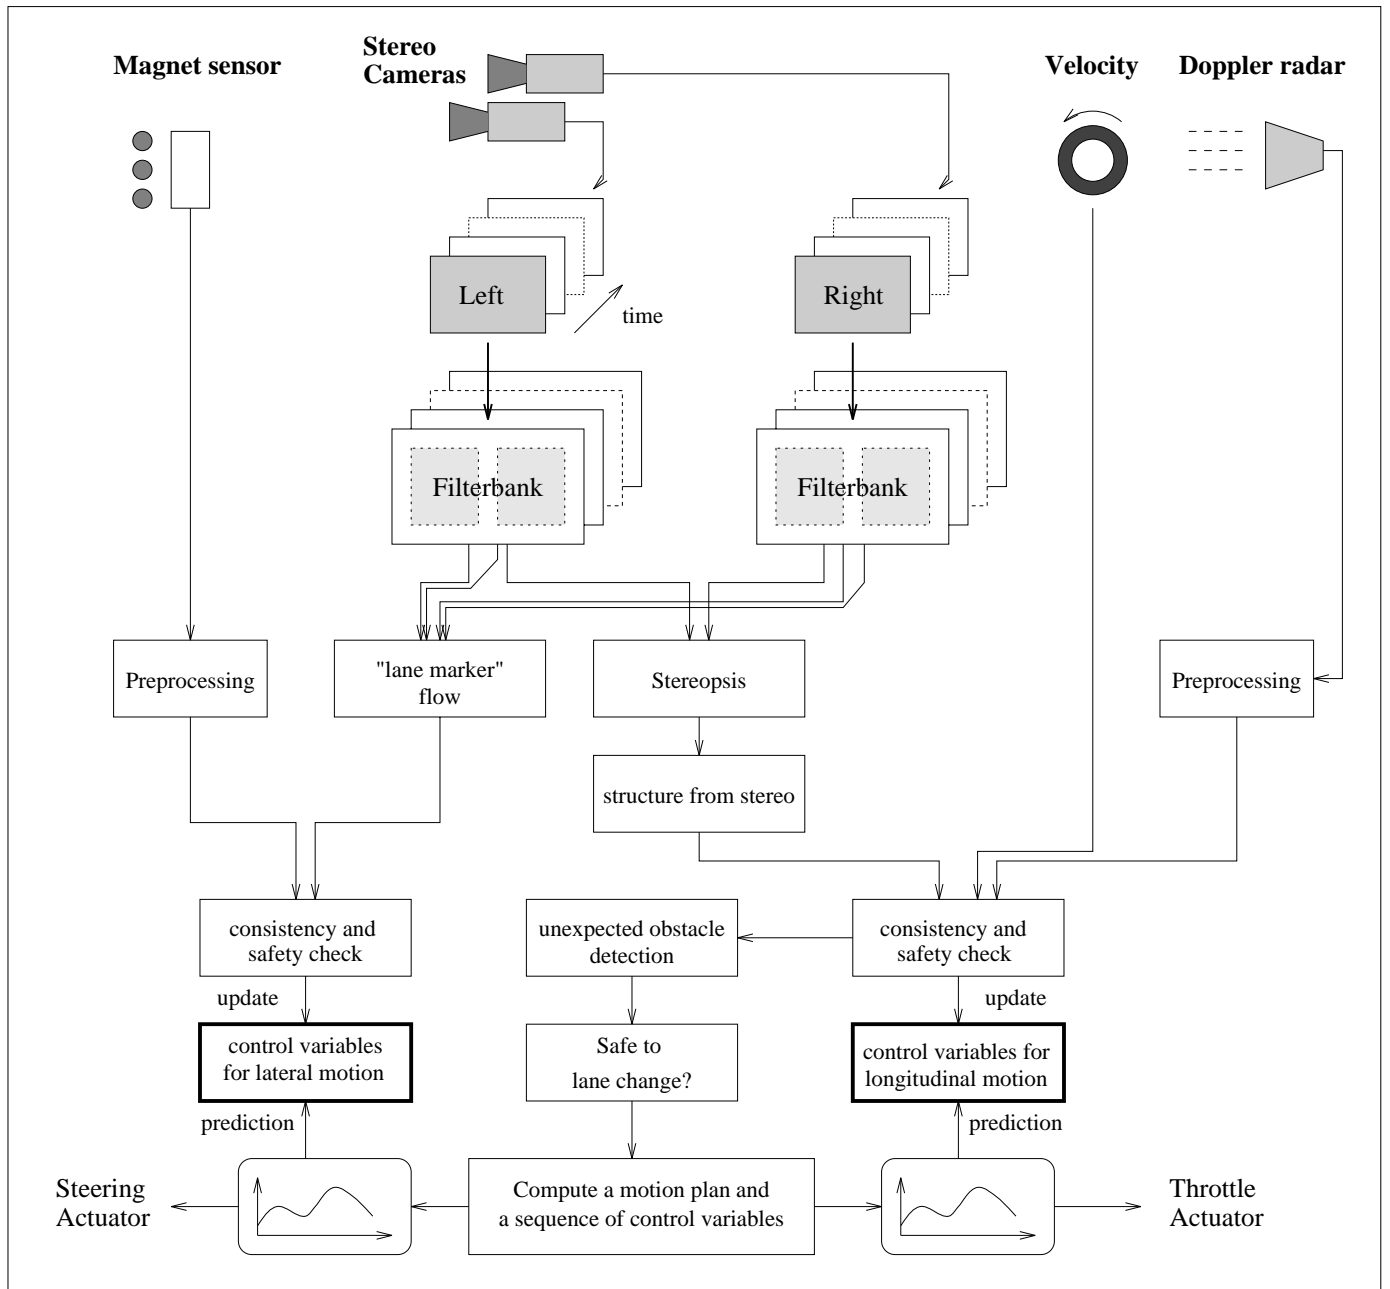 Magnet sensor
Stereo
Cameras
Velocity
Doppler radar
Left
time
Right
Filterbank
Filterbank
Preprocessing
"lane marker"
flow
Stereopsis
Preprocessing
structure from stereo
consistency and
safety check
unexpected obstacle
detection
consistency and
safety check
update
update
control variables
for lateral motion
Safe to
lane change?
control variables for
longitudinal motion
prediction
prediction
Steering
Actuator
Compute a motion plan and
a sequence of control variables
Throttle
Actuator